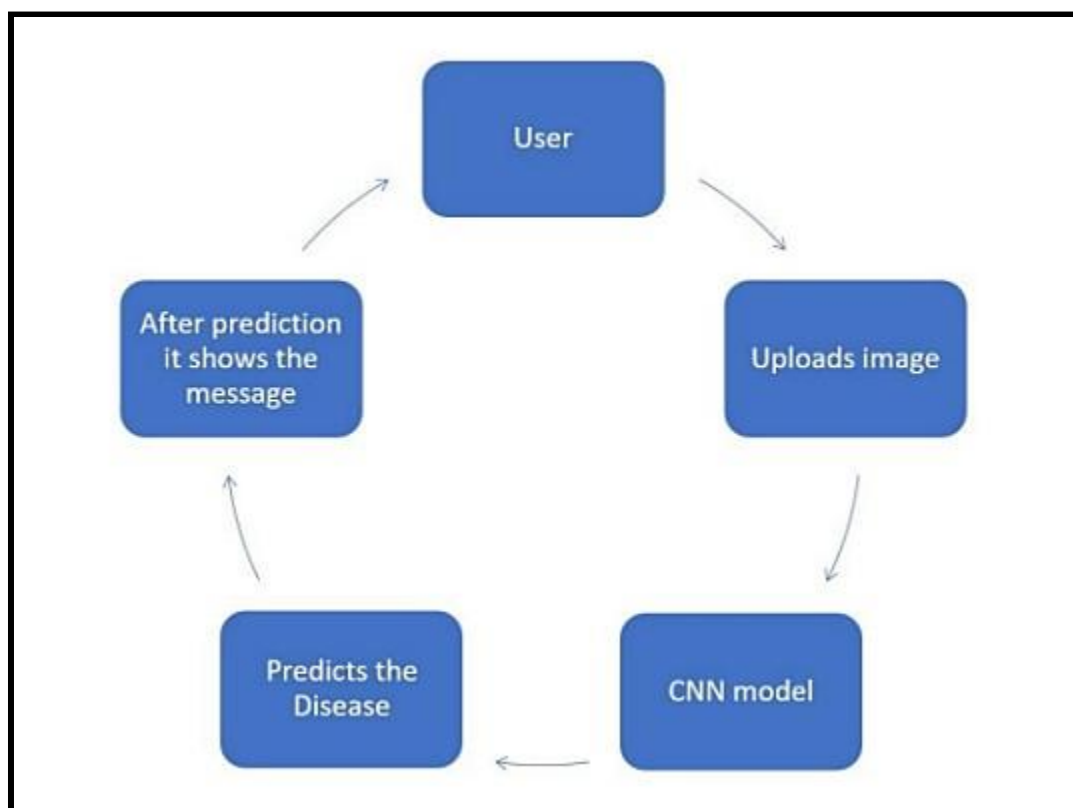 User
Uploads image
CNN model
Predicts the
Disease
After prediction
it shows the
message